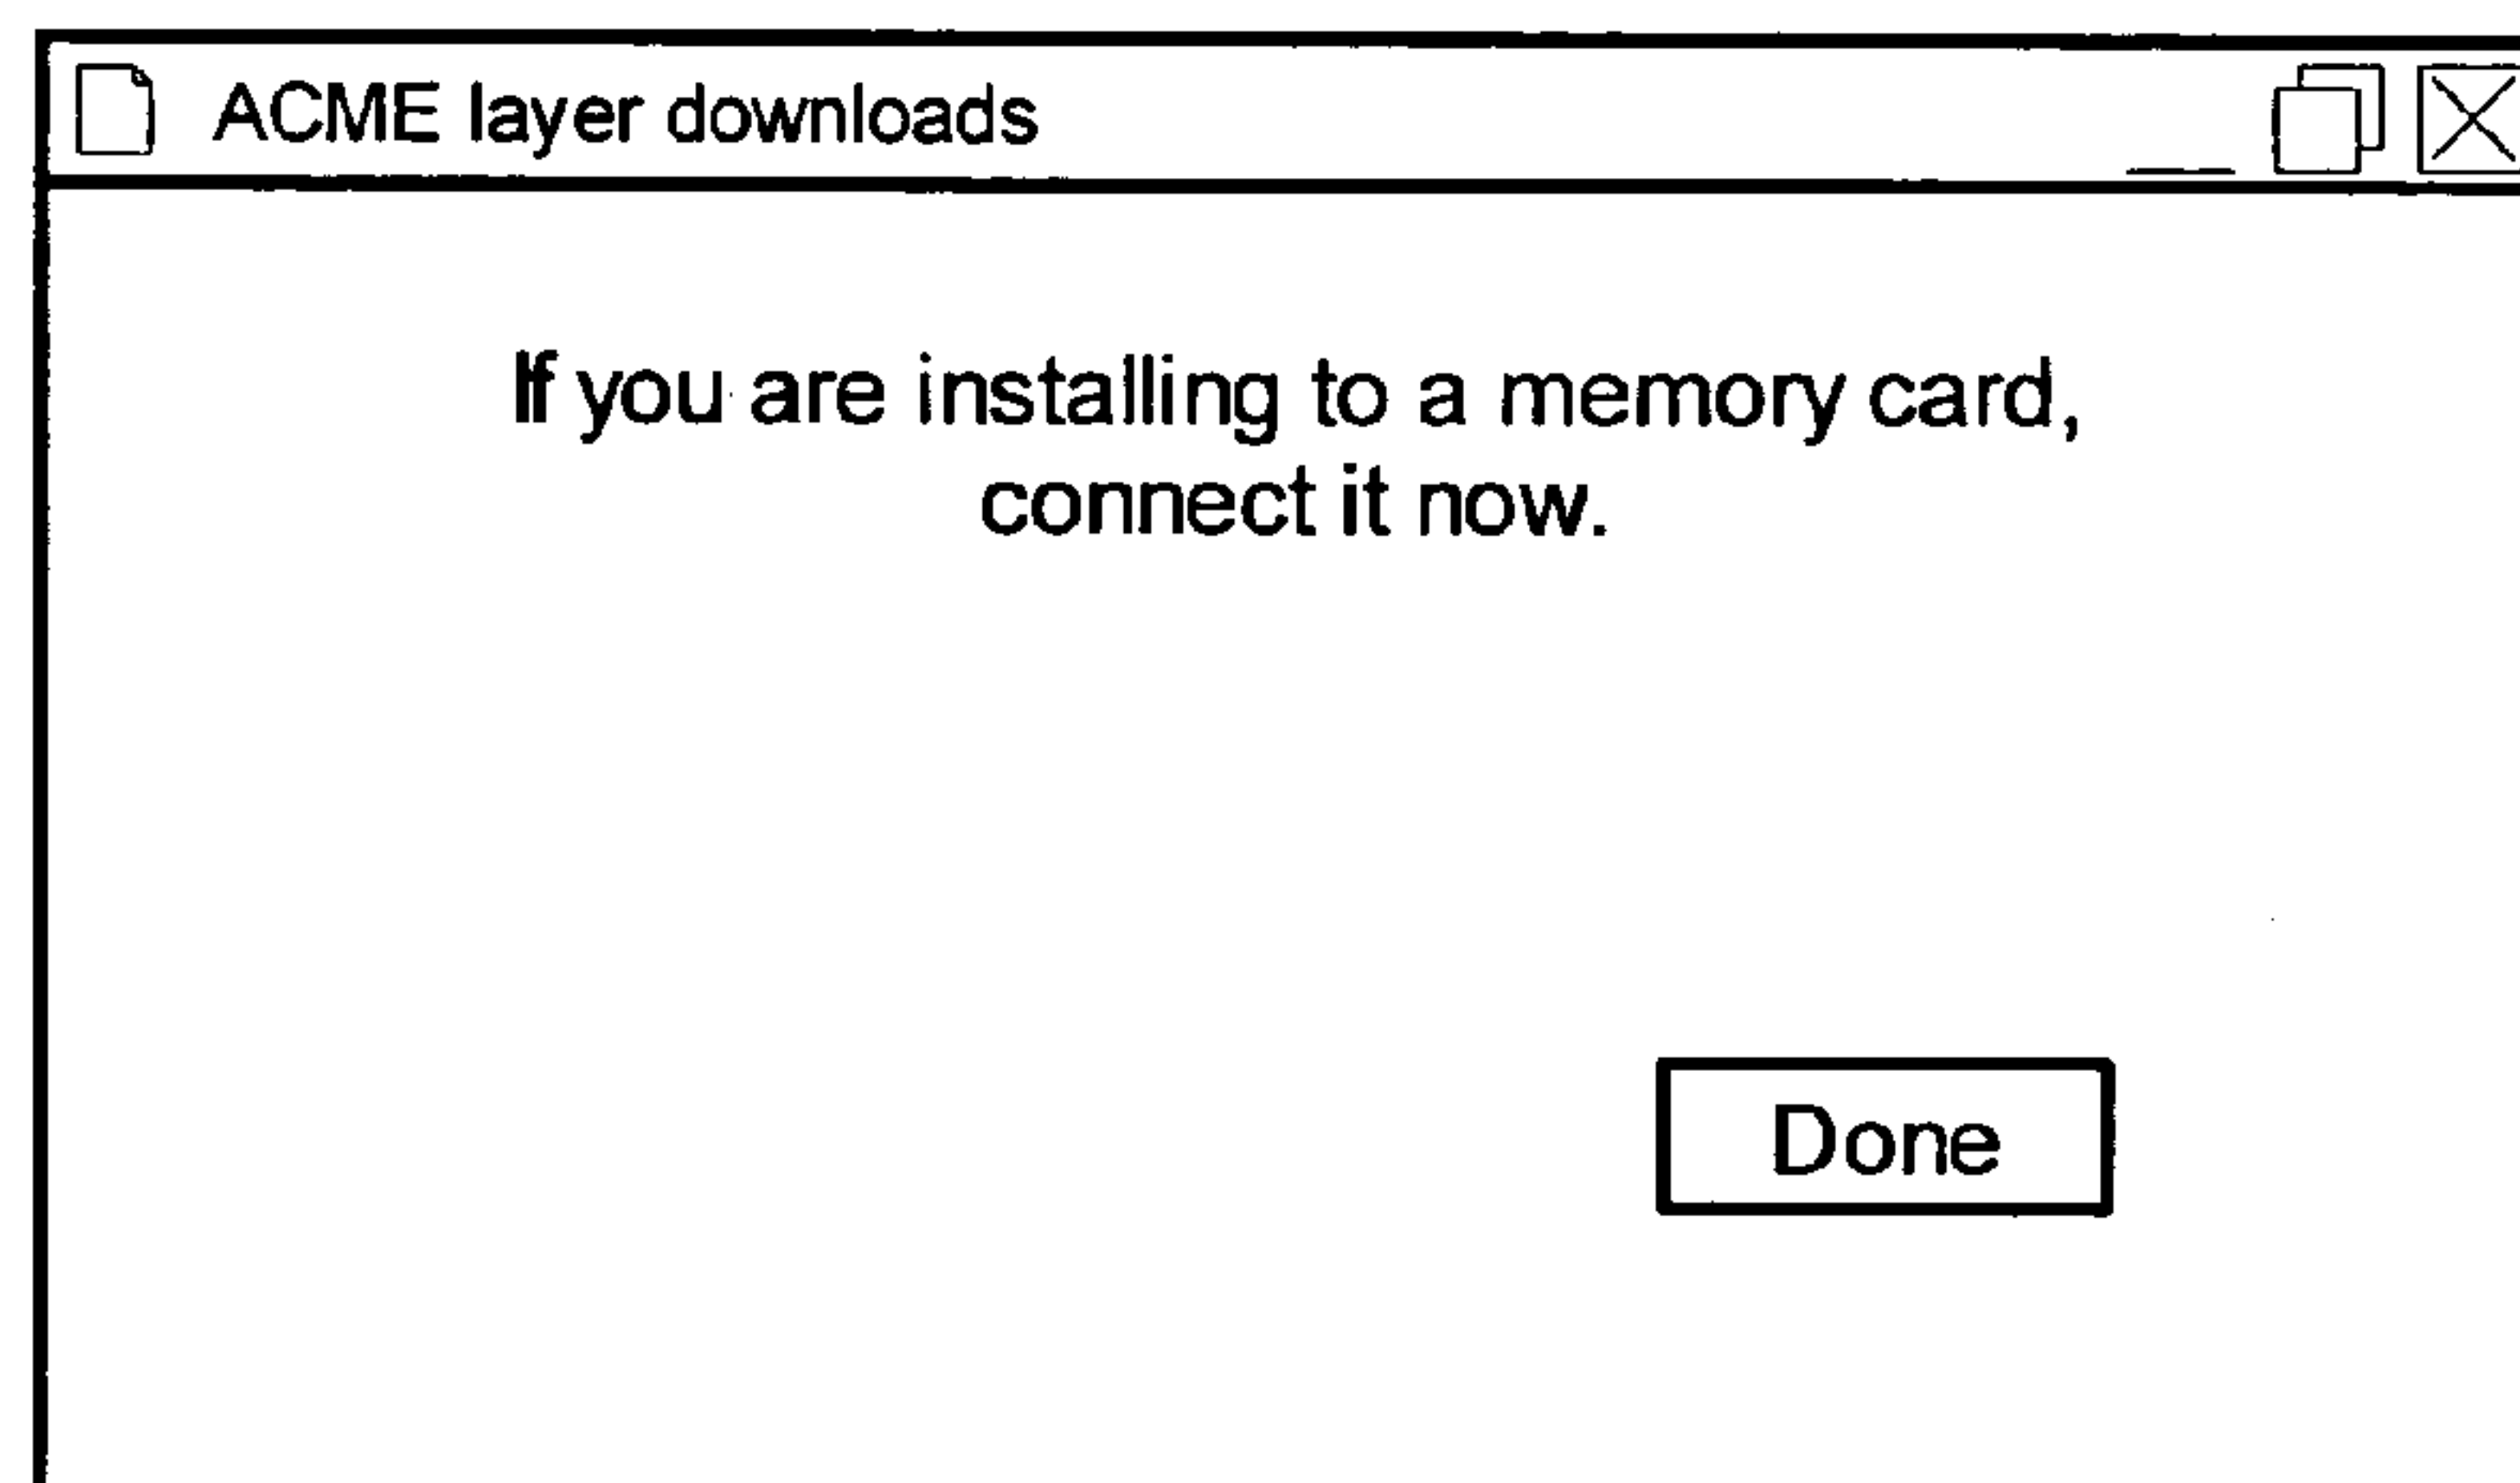 ACME layer downloads
If you are installing to a memory card,
connect it now.
Done